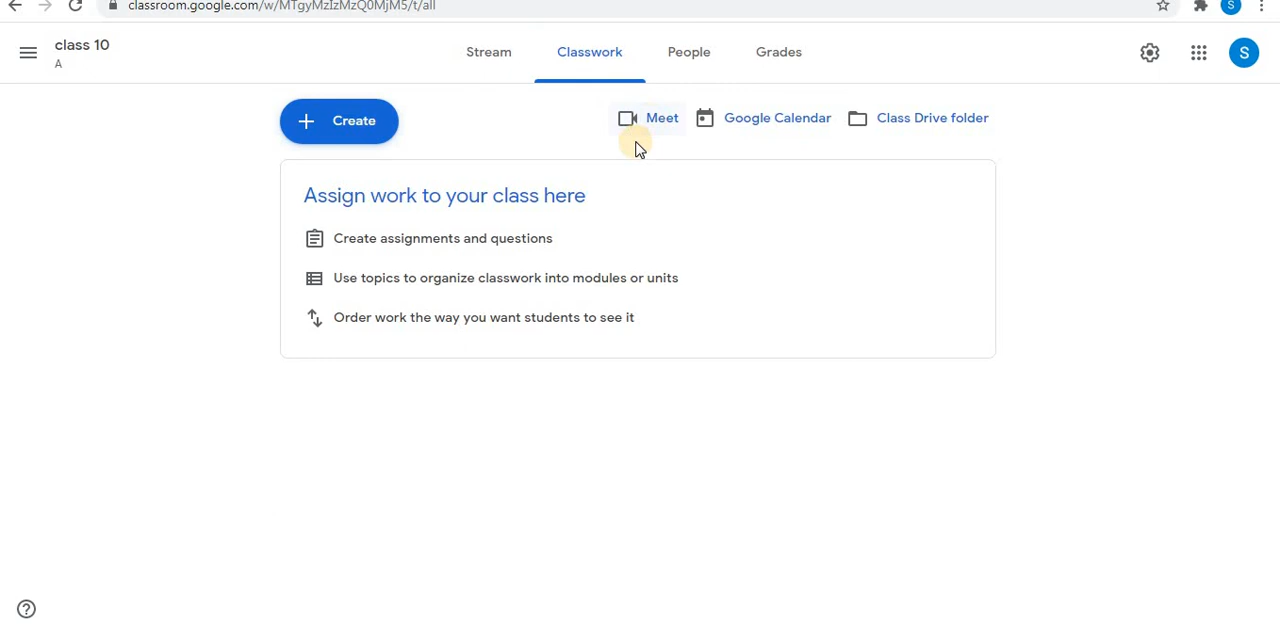 classroom.google.com/w/MTgyMzIzMzQ0MjM5/t/all
S
class 10
A
Stream
Classwork
People
Grades
S
Create
Meet
Google Calendar
Class Drive folder
Assign work to your class here
Create assignments and questions
Use topics to organize classwork into modules or units
Order work the way you want students to see it